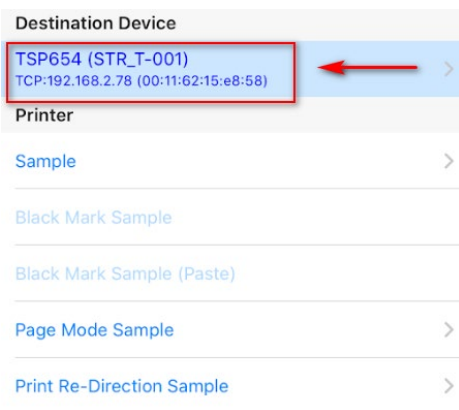 Destination Device
TSP654 (STR_T-001)
TCP:192.168.2.78 (00:11:62:15:e8:58)
Printer
Sample
Black Mark Sample
Black Mark Sample (Paste)
Page Mode Sample
Print Re-Direction Sample